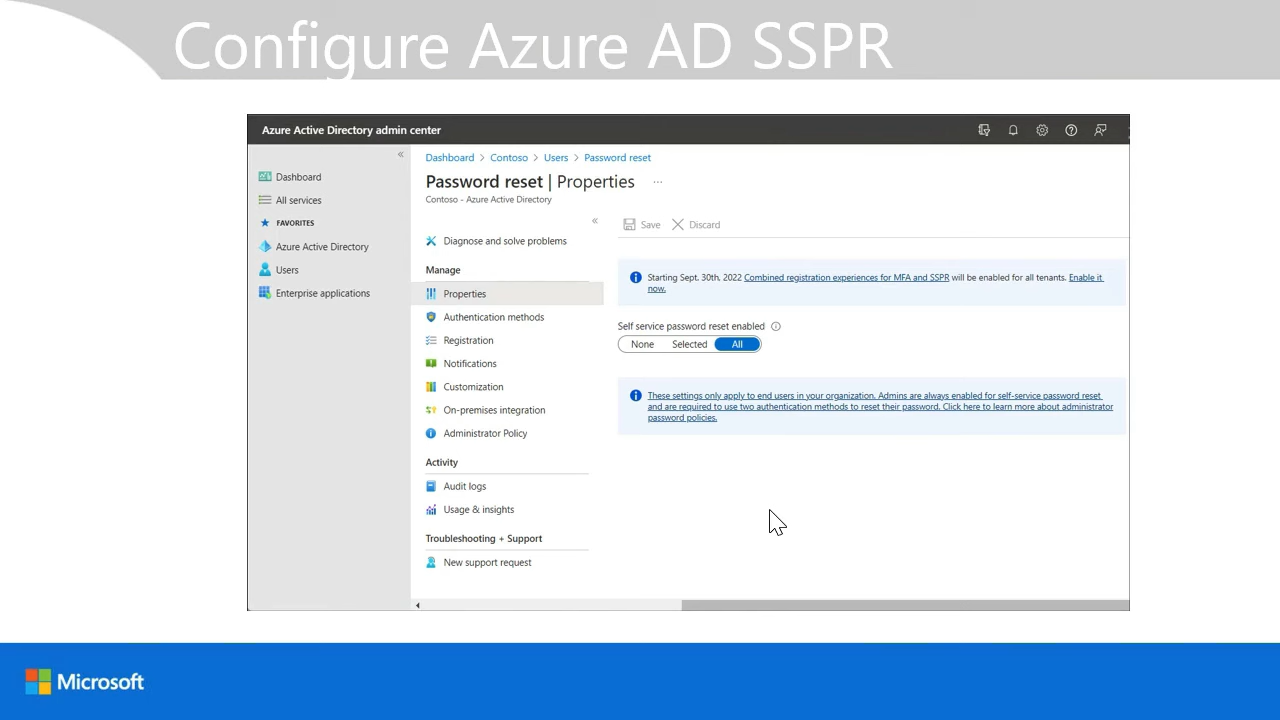 Configure Azure AD SSPR
Azure Active Directory admin center
Dashboard
All services
FAVORITES
Azure Active Directory
Users
Enterprise applications
Dashboard > Contoso > Users > Password reset
Password reset | Properties ...
Contoso - Azure Active Directory
Diagnose and solve problems
Manage
Properties
Authentication methods
Registration
Notifications
Customization
On-premises integration
Administrator Policy
Activity
Audit logs
Usage & insights
Troubleshooting + Support
New support request
Save Discard
Starting Sept. 30th, 2022 Combined registration experiences for MFA and SSPR will be enabled for all tenants. Enable it
now.
Self service password reset enabled
None Selected All
These settings only apply to end users in your organization. Admins are always enabled for self-service password reset
and are required to use two authentication methods to reset their password. Click here to learn more about administrator
password policies.
Microsoft